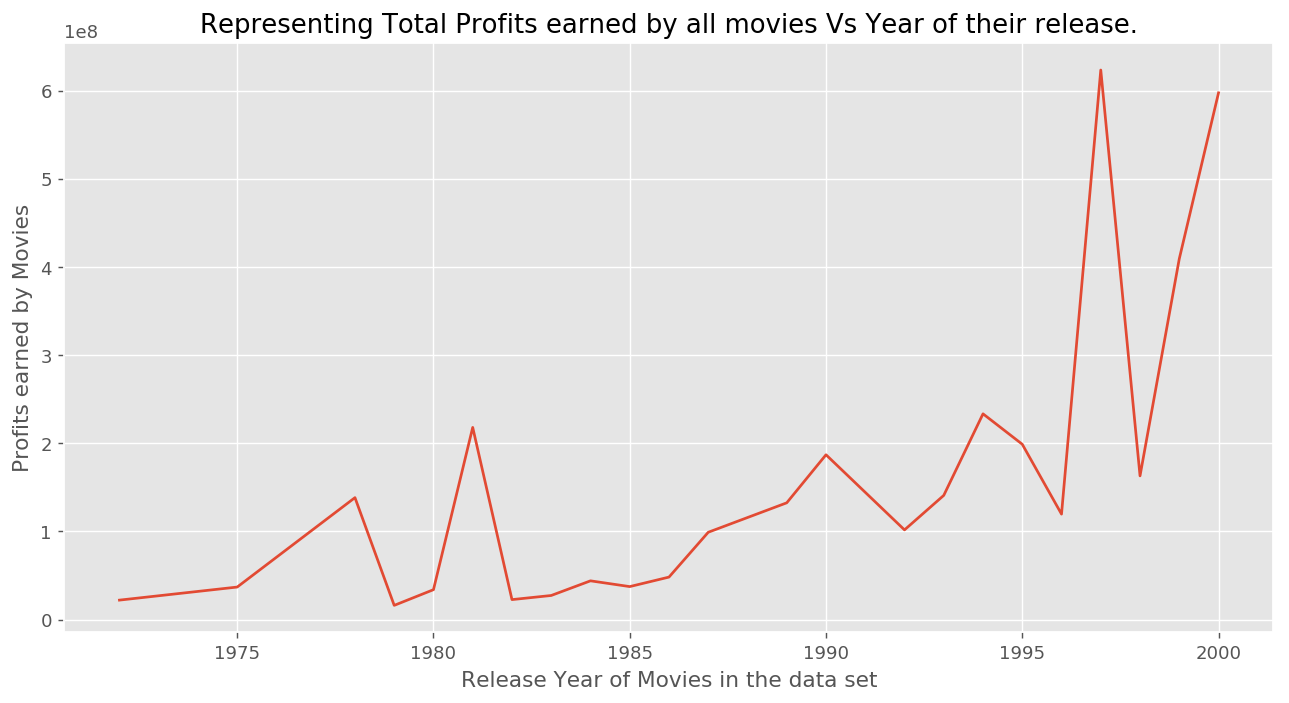 Representing Total Profits earned by all movies Vs Year of their release.
1e8
6
5
4
3
2
1
0
Profits earned by Movies
1975 1980 1985 1990 1995 2000
Release Year of Movies in the data set